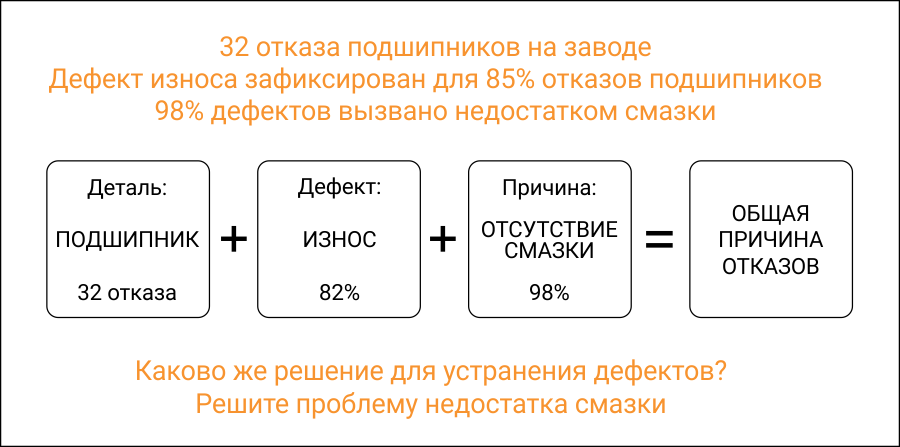 32 отказа подшипников на заводе
Дефект износа зафиксирован для 85% отказов подшипников
98% дефектов вызвано недостатком смазки
Деталь:
ПОДШИПНИК
32 отказа
+
Дефект:
ИЗНОС
82%
+
Причина:
ОТСУТСТВИЕ
СМАЗКИ
98%
=
ОБЩАЯ
ПРИЧИНА
ОТКАЗОВ
Каково же решение для устранения дефектов?
Решите проблему недостатка смазки